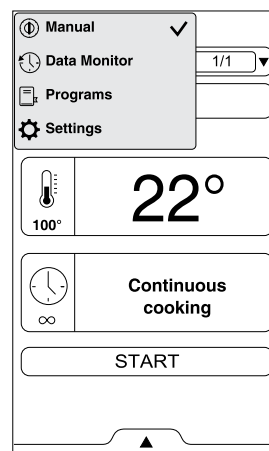 Manual
Data Monitor
1/1
Programs
Settings
100°
22°
∞
Continuous
cooking
START